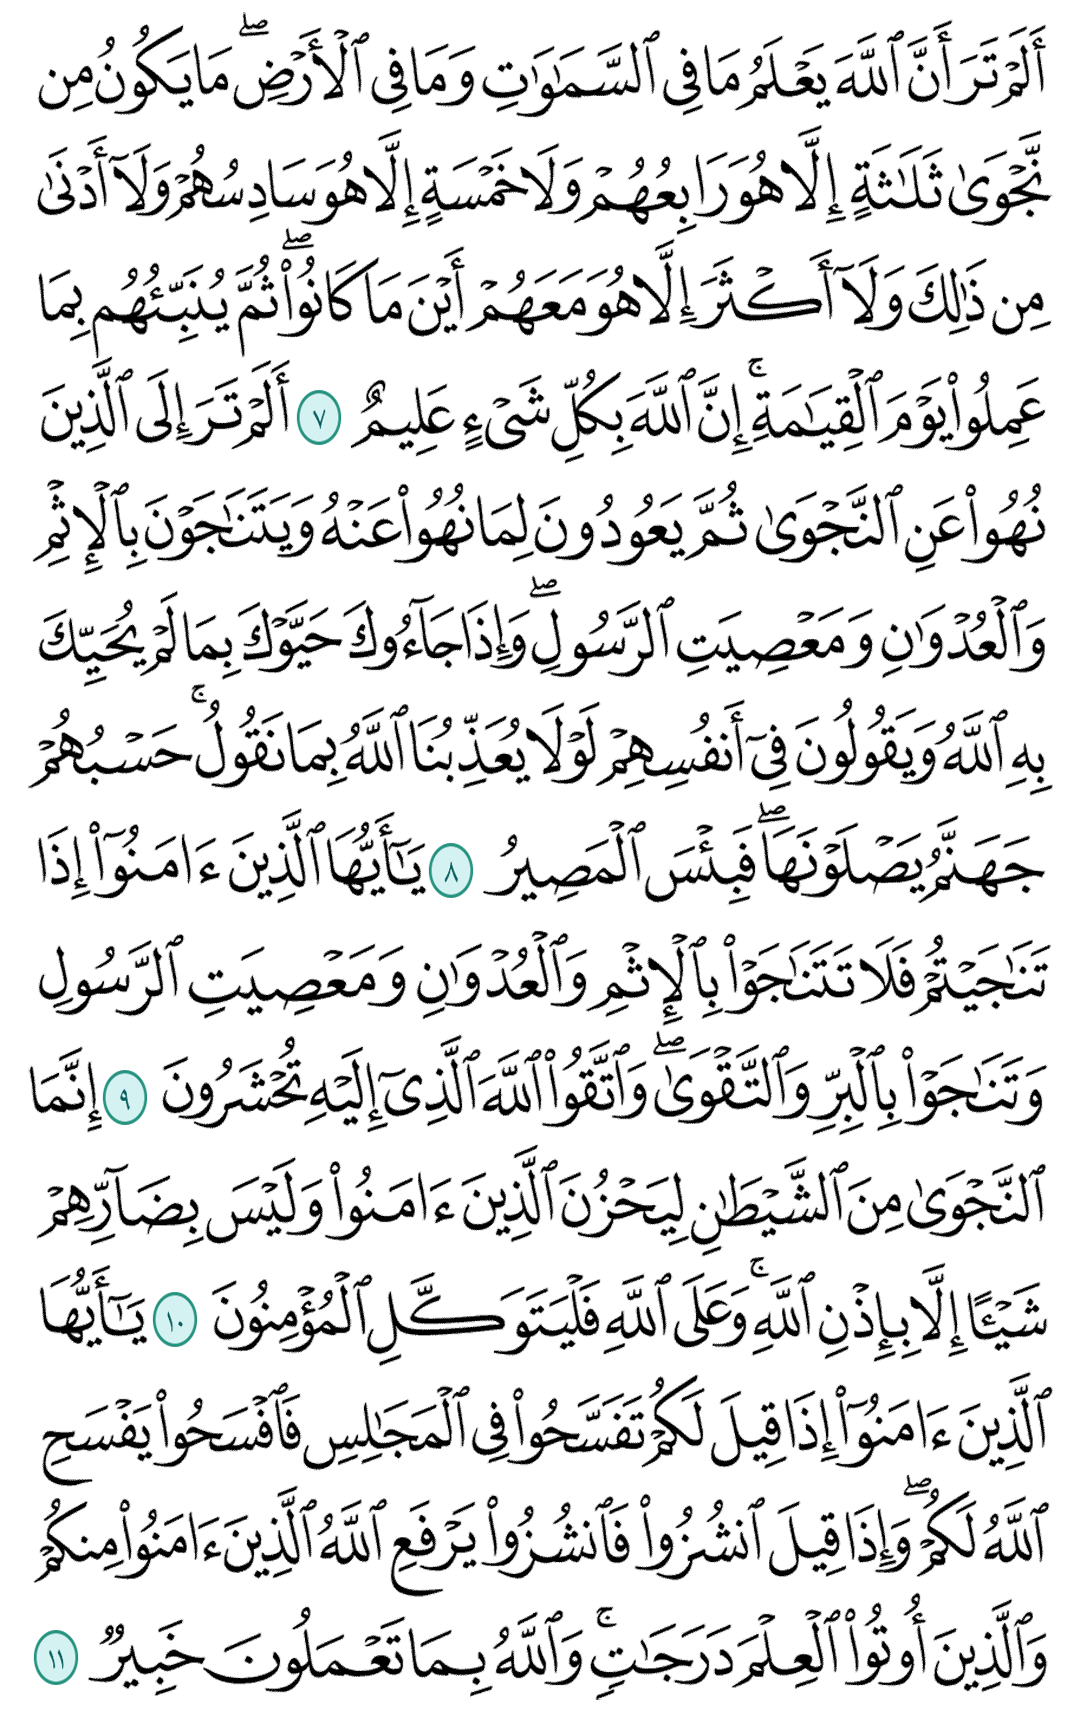 أَلَمۡ تَرَ أَنَّ ٱللَّهَ يَعۡلَمُ مَا فِي ٱلسَّمَٰوَٰتِ وَمَا فِي ٱلۡأَرۡضِۖ مَا يَكُونُ مِن
نَّجۡوَىٰ ثَلَٰثَةٍ إِلَّا هُوَ رَابِعُهُمۡ وَلَا خَمۡسَةٍ إِلَّا هُوَ سَادِسُهُمۡ وَلَآ أَدۡنَىٰ
مِن ذَٰلِكَ وَلَآ أَكۡثَرَ إِلَّا هُوَ مَعَهُمۡ أَيۡنَ مَا كَانُواْۖ ثُمَّ يُنَبِّئُهُم بِمَا
عَمِلُواْ يَوۡمَ ٱلۡقِيَٰمَةِۚ إِنَّ ٱللَّهَ بِكُلِّ شَيۡءٍ عَلِيمٌ ٧ أَلَمۡ تَرَ إِلَى ٱلَّذِينَ
نُهُواْ عَنِ ٱلنَّجۡوَىٰ ثُمَّ يَعُودُونَ لِمَا نُهُواْ عَنۡهُ وَيَتَنَٰجَوۡنَ بِٱلۡإِثۡمِ
وَٱلۡعُدۡوَٰنِ وَمَعۡصِيَتِ ٱلرَّسُولِۖ وَإِذَا جَآءُوكَ حَيَّوۡكَ بِمَا لَمۡ يُحَيِّكَ
بِهِ ٱللَّهُ وَيَقُولُونَ فِيٓ أَنفُسِهِمۡ لَوۡلَا يُعَذِّبُنَا ٱللَّهُ بِمَا نَقُولُۚ حَسۡبُهُمۡ
جَهَنَّمُ يَصۡلَوۡنَهَاۖ فَبِئۡسَ ٱلۡمَصِيرُ ٨ يَٰٓأَيُّهَا ٱلَّذِينَ ءَامَنُوٓاْ إِذَا
تَنَٰجَيۡتُمۡ فَلَا تَتَنَٰجَوۡاْ بِٱلۡإِثۡمِ وَٱلۡعُدۡوَٰنِ وَمَعۡصِيَتِ ٱلرَّسُولِ
وَتَنَٰجَوۡاْ بِٱلۡبِرِّ وَٱلتَّقۡوَىٰۖ وَٱتَّقُواْ ٱللَّهَ ٱلَّذِيٓ إِلَيۡهِ تُحۡشَرُونَ ٩ إِنَّمَا
ٱلنَّجۡوَىٰ مِنَ ٱلشَّيۡطَٰنِ لِيَحۡزُنَ ٱلَّذِينَ ءَامَنُواْ وَلَيۡسَ بِضَآرِّهِمۡ
شَيۡـًٔا إِلَّا بِإِذۡنِ ٱللَّهِۚ وَعَلَى ٱللَّهِ فَلۡيَتَوَكَّلِ ٱلۡمُؤۡمِنُونَ ١٠ يَٰٓأَيُّهَا
ٱلَّذِينَ ءَامَنُوٓاْ إِذَا قِيلَ لَكُمۡ تَفَسَّحُواْ فِي ٱلۡمَجَٰلِسِ فَٱفۡسَحُواْ يَفۡسَحِ
ٱللَّهُ لَكُمۡۖ وَإِذَا قِيلَ ٱنشُزُواْ فَٱنشُزُواْ يَرۡفَعِ ٱللَّهُ ٱلَّذِينَ ءَامَنُواْ مِنكُمۡ
وَٱلَّذِينَ أُوتُواْ ٱلۡعِلۡمَ دَرَجَٰتٖۚ وَٱللَّهُ بِمَا تَعۡمَلُونَ خَبِيرٞ ١١